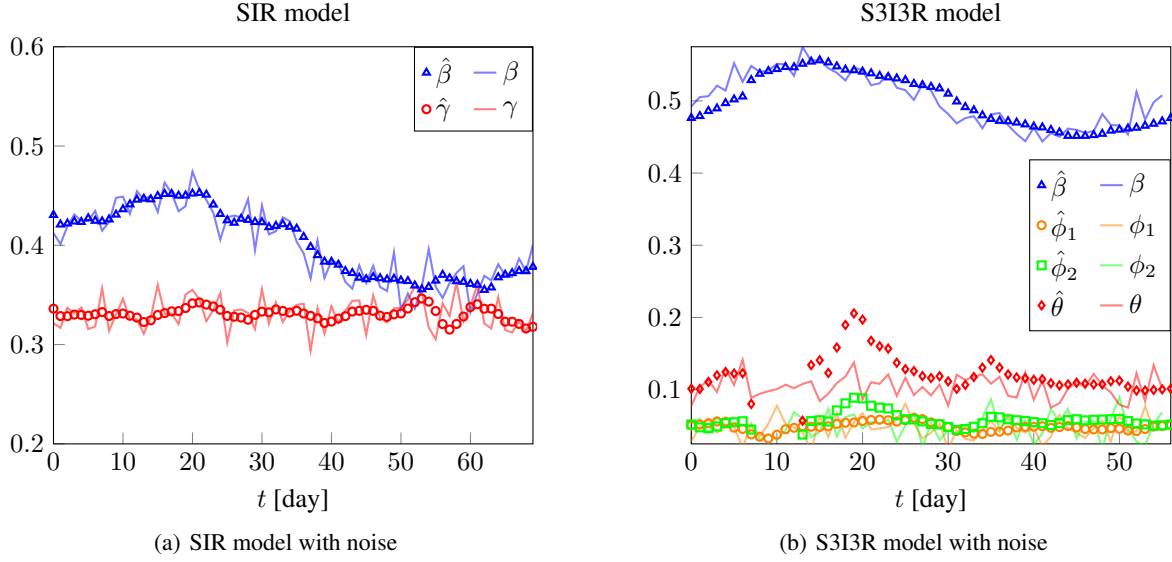 SIR model
0.6
0.5
0.4
0.3
0.2
0 10 20 30 40 50 60
β̂ β
γ̂ γ
t [day]
(a) SIR model with noise
S3I3R model
0.5
0.4
0.3
0.2
0.1
0 10 20 30 40 50
β̂ β
ϕ̂₁ ϕ₁
ϕ̂₂ ϕ₂
θ̂ θ
t [day]
(b) S3I3R model with noise